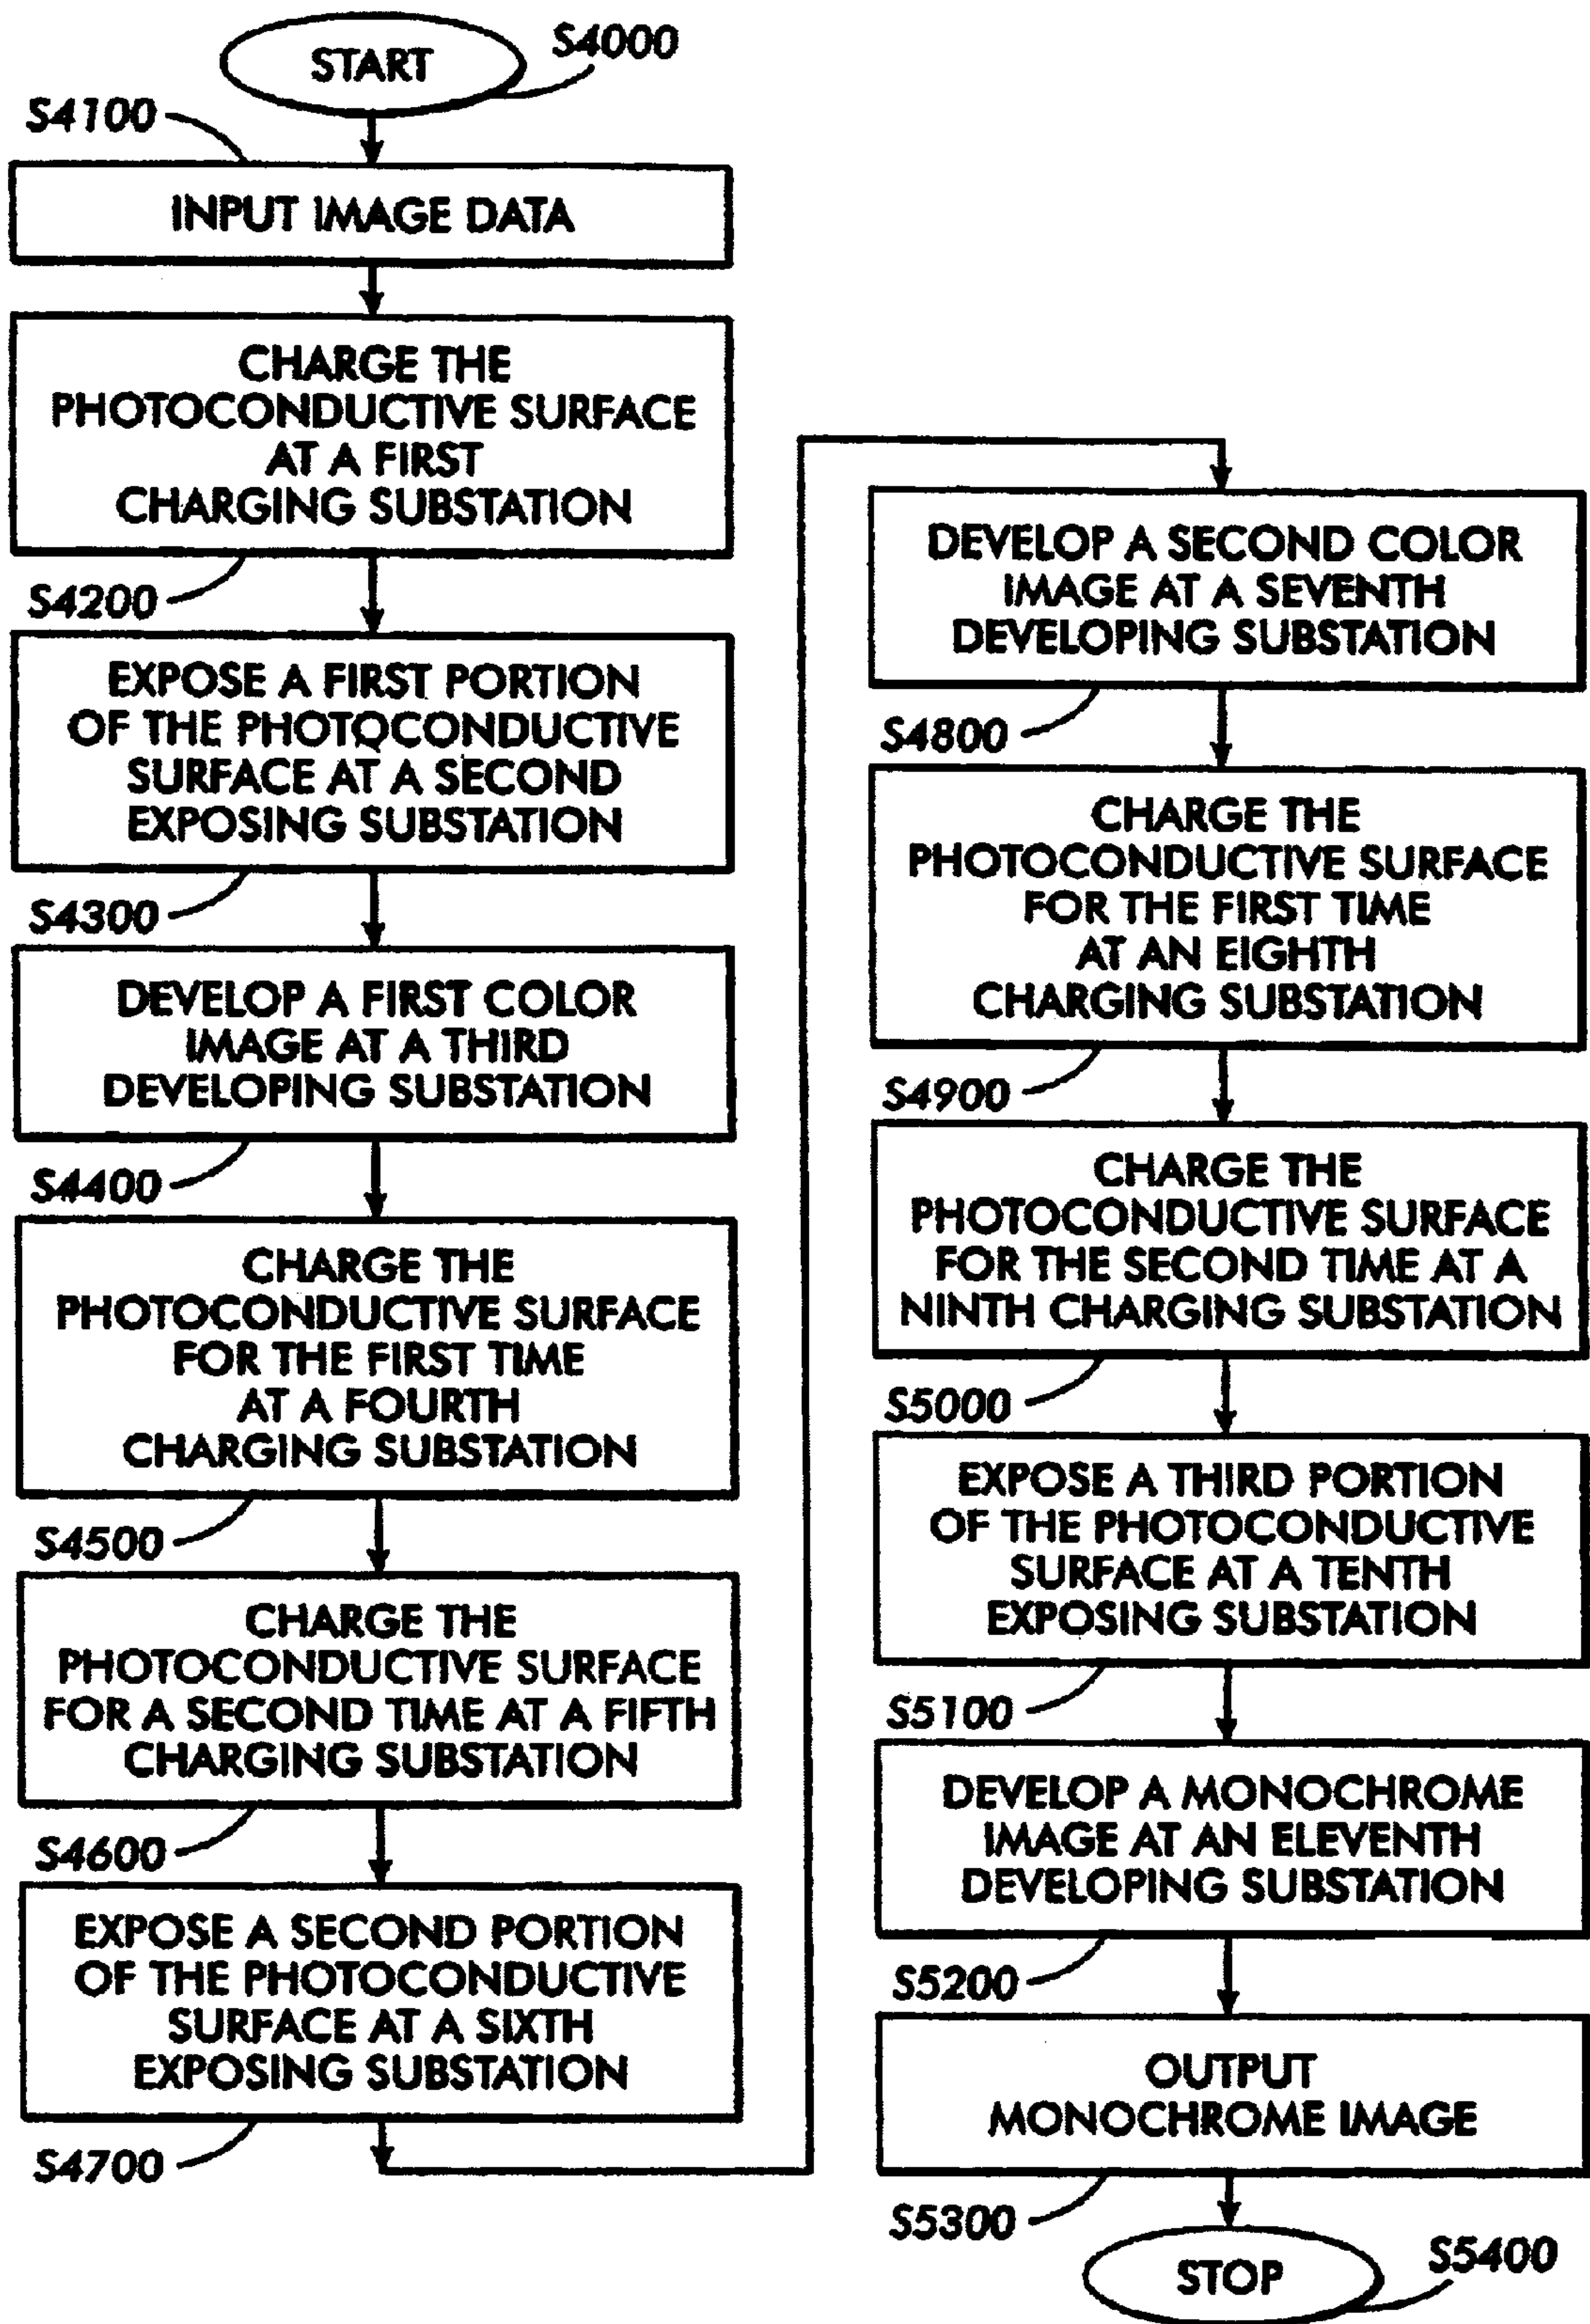 START
S4000
S4100
INPUT IMAGE DATA
CHARGE THE
PHOTOCONDUCTIVE SURFACE
AT A FIRST
CHARGING SUBSTATION
S4200
EXPOSE A FIRST PORTION
OF THE PHOTOCONDUCTIVE
SURFACE AT A SECOND
EXPOSING SUBSTATION
S4300
DEVELOP A FIRST COLOR
IMAGE AT A THIRD
DEVELOPING SUBSTATION
S4400
CHARGE THE
PHOTOCONDUCTIVE SURFACE
FOR THE FIRST TIME
AT A FOURTH
CHARGING SUBSTATION
S4500
CHARGE THE
PHOTOCONDUCTIVE SURFACE
FOR A SECOND TIME AT A FIFTH
CHARGING SUBSTATION
S4600
EXPOSE A SECOND PORTION
OF THE PHOTOCONDUCTIVE
SURFACE AT A SIXTH
EXPOSING SUBSTATION
S4700
DEVELOP A SECOND COLOR
IMAGE AT A SEVENTH
DEVELOPING SUBSTATION
S4800
CHARGE THE
PHOTOCONDUCTIVE SURFACE
FOR THE FIRST TIME
AT AN EIGHTH
CHARGING SUBSTATION
S4900
CHARGE THE
PHOTOCONDUCTIVE SURFACE
FOR THE SECOND TIME AT A
NINTH CHARGING SUBSTATION
S5000
EXPOSE A THIRD PORTION
OF THE PHOTOCONDUCTIVE
SURFACE AT A TENTH
EXPOSING SUBSTATION
S5100
DEVELOP A MONOCHROME
IMAGE AT AN ELEVENTH
DEVELOPING SUBSTATION
S5200
OUTPUT
MONOCHROME IMAGE
S5300
STOP
S5400